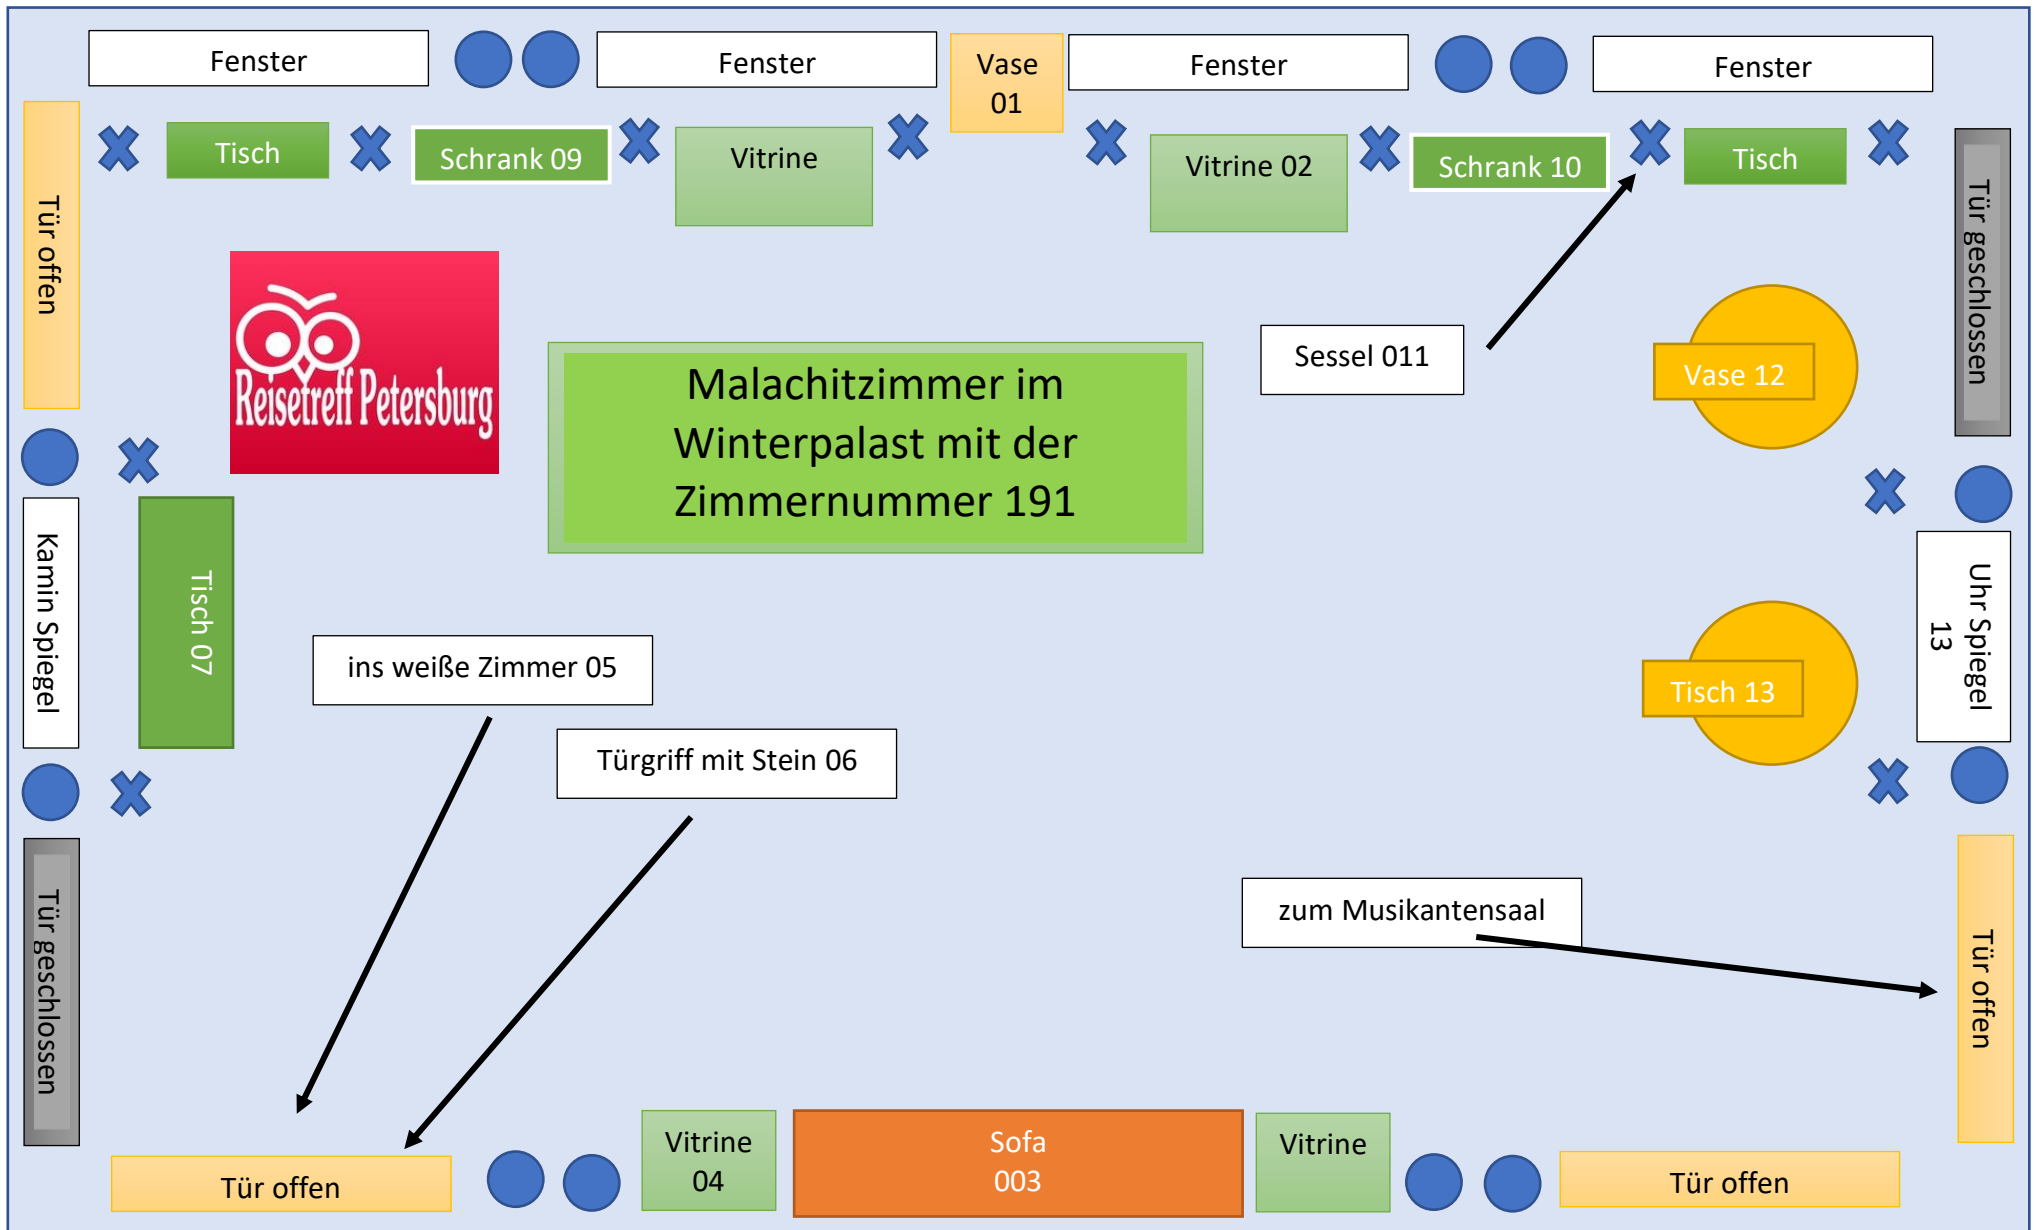 Fenster
Fenster
Vase
01
Fenster
Fenster
Tür offen
Tisch
Schrank 09
Vitrine
Vitrine 02
Schrank 10
Tisch
Tür geschlossen
Reisetreff Petersburg
Malachitzimmer im
Winterpalast mit der
Zimmernummer 191
Sessel 011
Vase 12
Kamin Spiegel
Tisch 07
ins weiße Zimmer 05
Türgriff mit Stein 06
Tisch 13
Uhr Spiegel
13
Tür geschlossen
zum Musikantensaal
Tür offen
Tür offen
Vitrine
04
Sofa
003
Vitrine
Tür offen